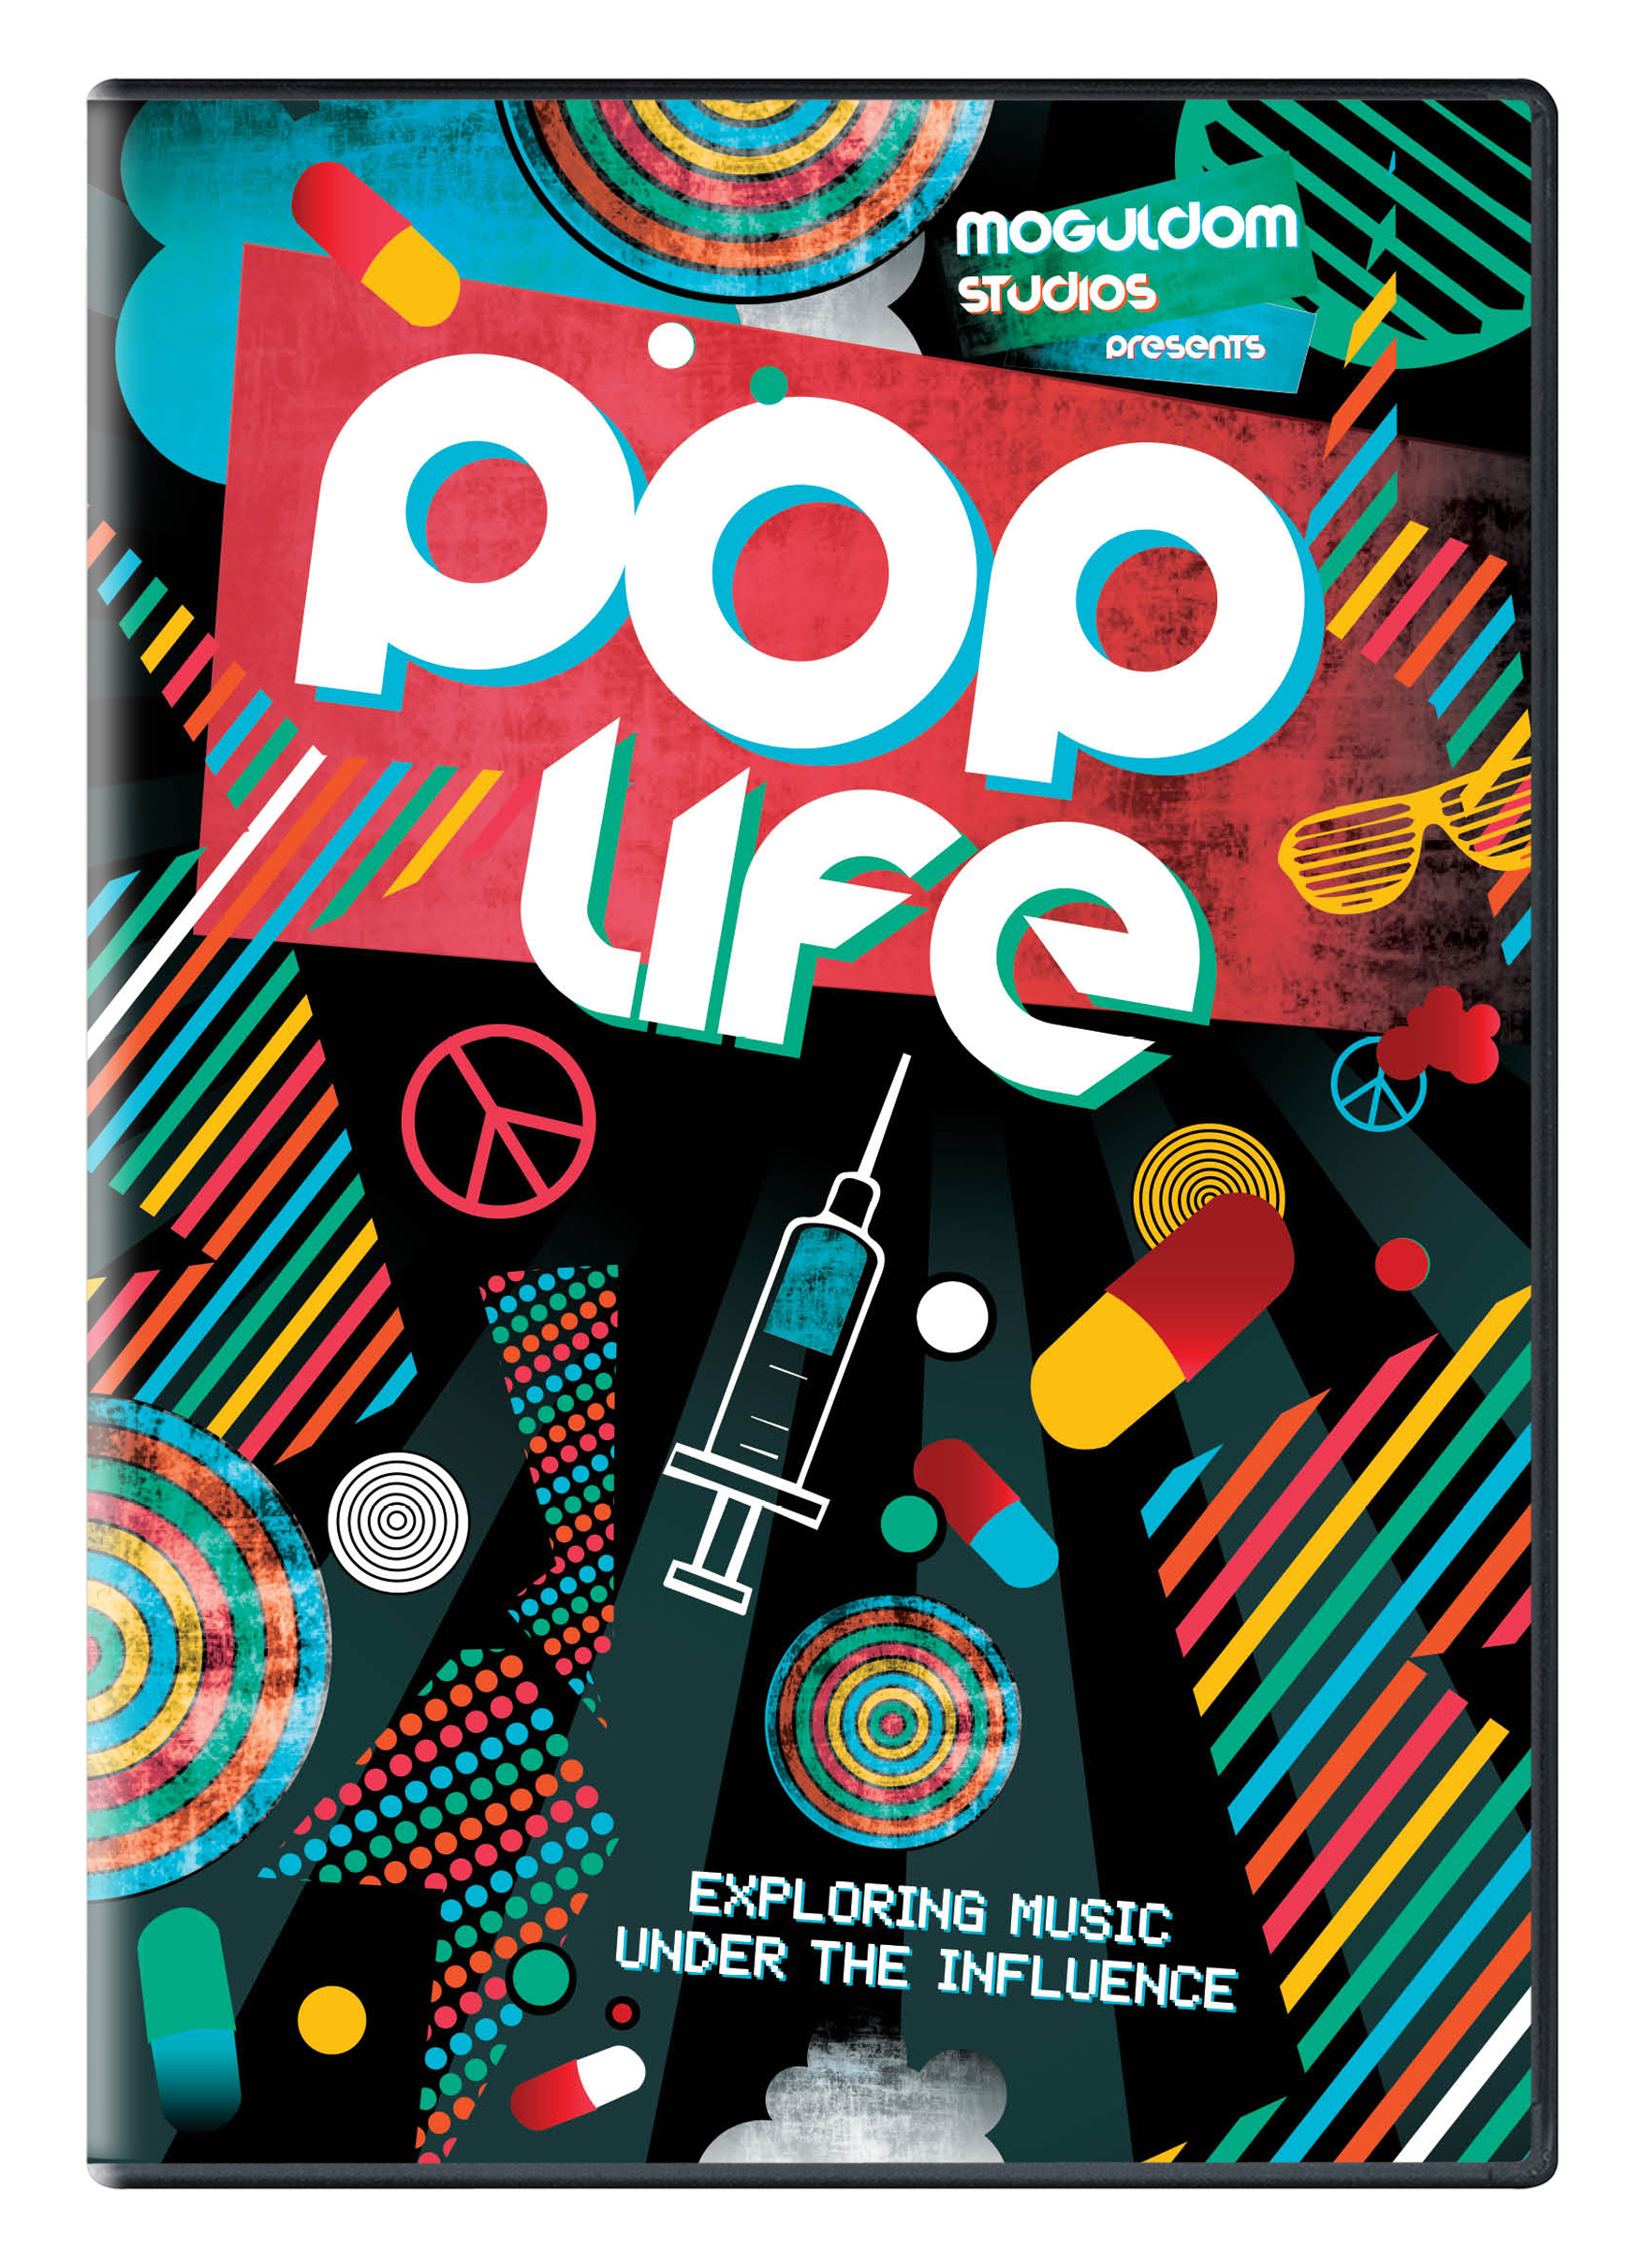 moguldom
studios
presents
pop
life
EXPLORING MUSIC
UNDER THE INFLUENCE